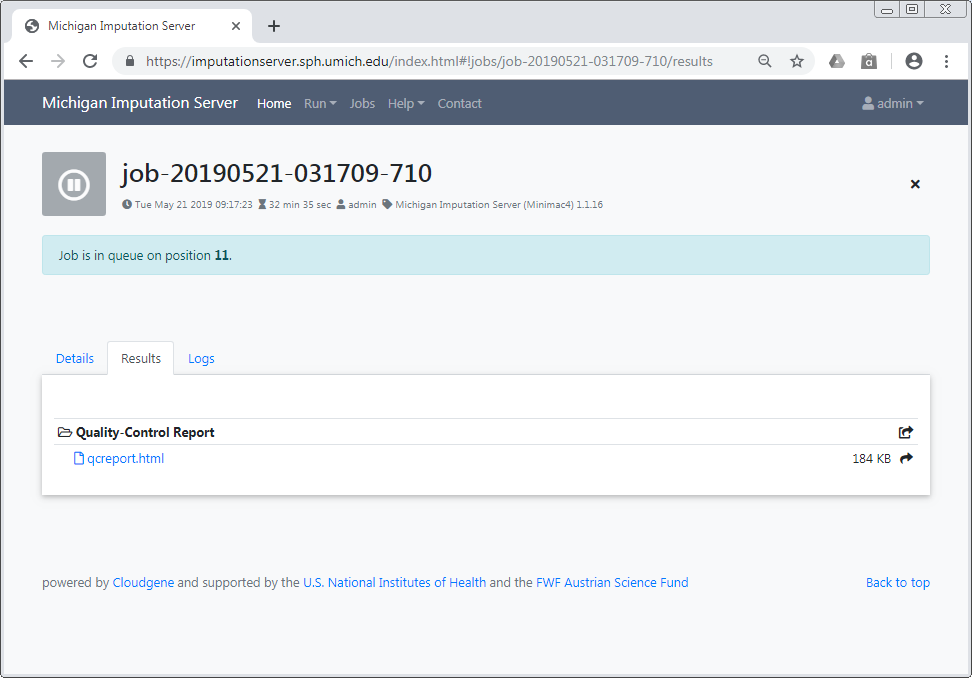 Michigan Imputation Server
https://imputationserver.sph.umich.edu/index.html#!jobs/job-20190521-031709-710/results
Michigan Imputation Server Home Run Jobs Help Contact admin
job-20190521-031709-710
Tue May 21 2019 09:17:23 32 min 35 sec admin Michigan Imputation Server (Minimac4) 1.1.16
Job is in queue on position 11.
Details Results Logs
Quality-Control Report
qcreport.html 184 KB
powered by Cloudgene and supported by the U.S. National Institutes of Health and the FWF Austrian Science Fund Back to top